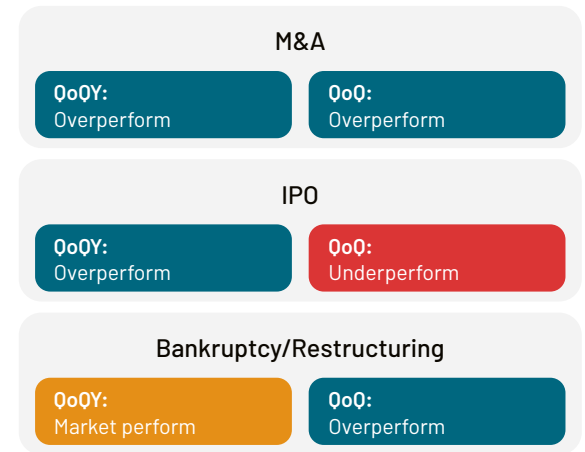 M&A
QoQY:
Overperform
QoQ:
Overperform
IPO
QoQY:
Overperform
QoQ:
Underperform
Bankruptcy/Restructuring
QoQY:
Market perform
QoQ:
Overperform